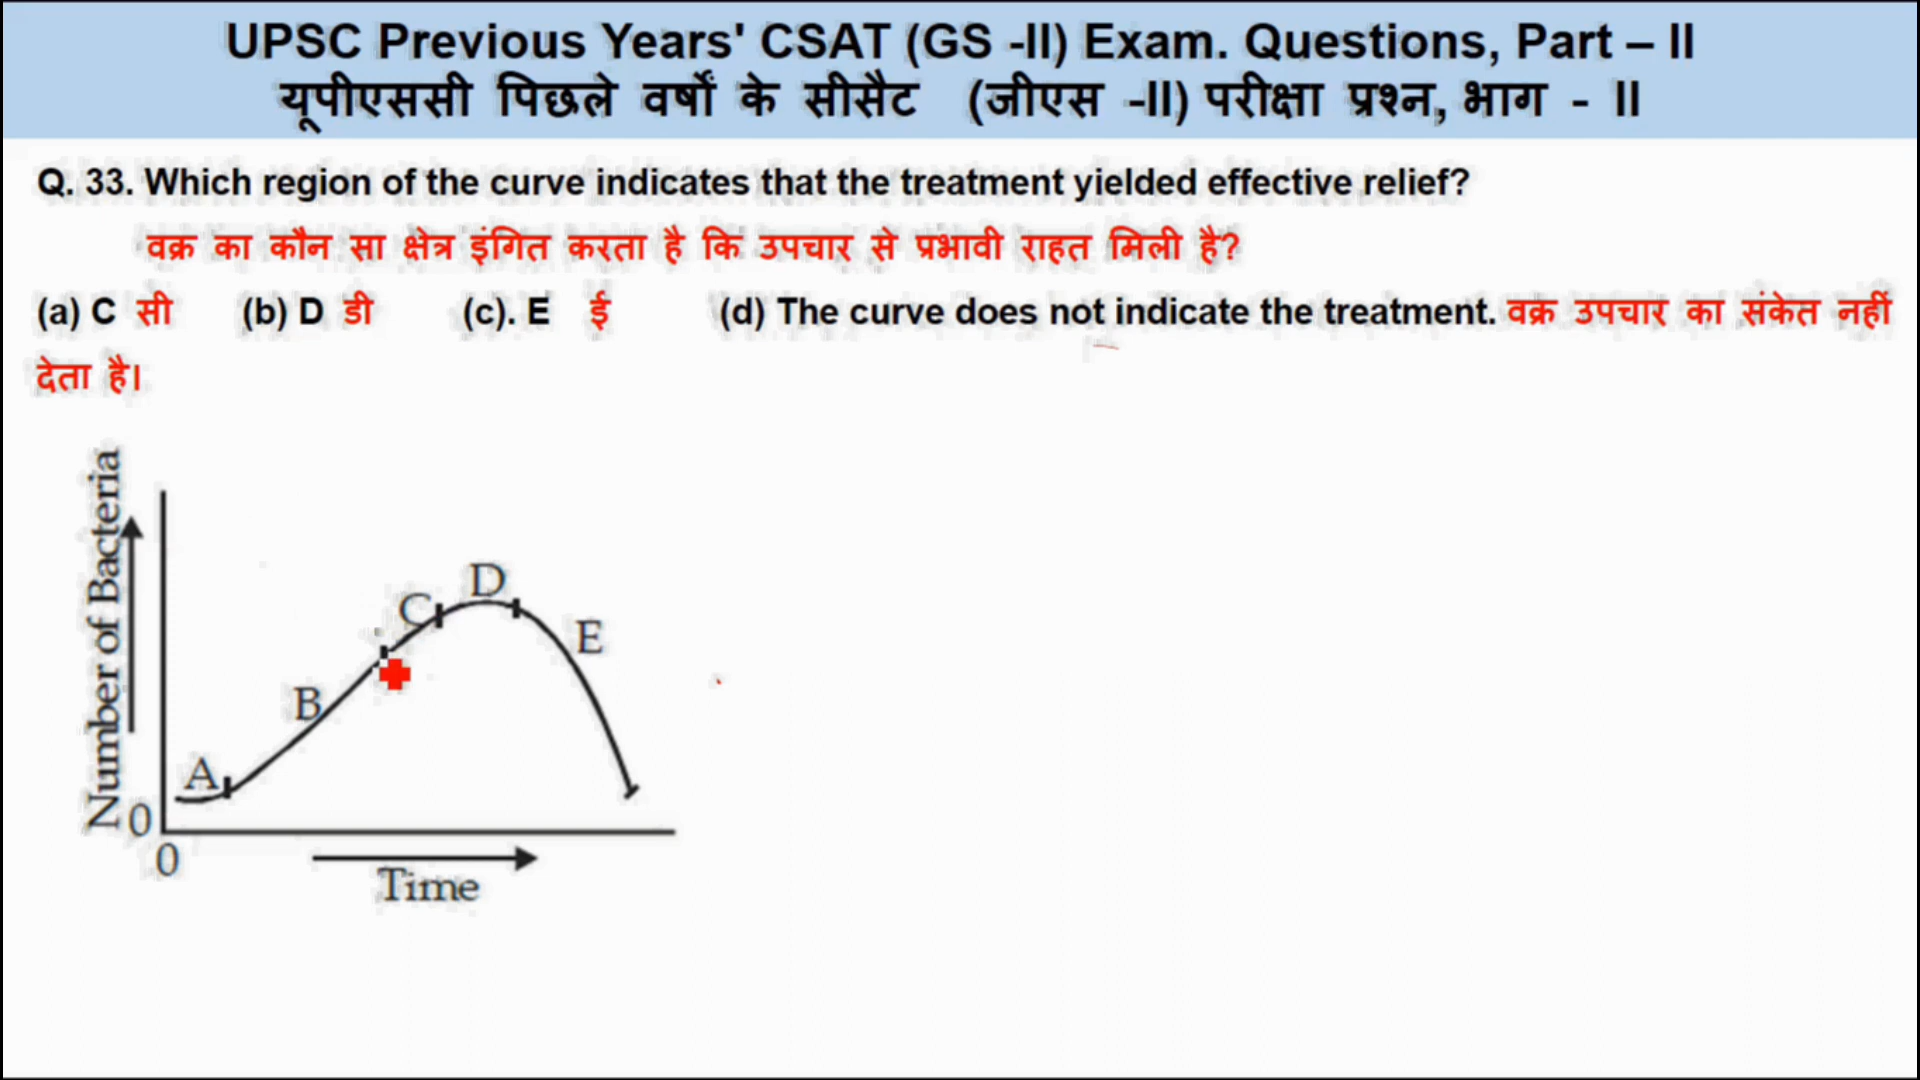 UPSC Previous Years' CSAT (GS -II) Exam. Questions, Part – II
यूपीएससी पिछले वर्षों के सीसैट (जीएस -II) परीक्षा प्रश्न, भाग - II
Q. 33. Which region of the curve indicates that the treatment yielded effective relief?
वक्र का कौन सा क्षेत्र इंगित करता है कि उपचार से प्रभावी राहत मिली है?
(a) C सी (b) D डी (c). E ई (d) The curve does not indicate the treatment. वक्र उपचार का संकेत नहीं
देता है।
Number of Bacteria
D
C
E
B
A
0
0
Time